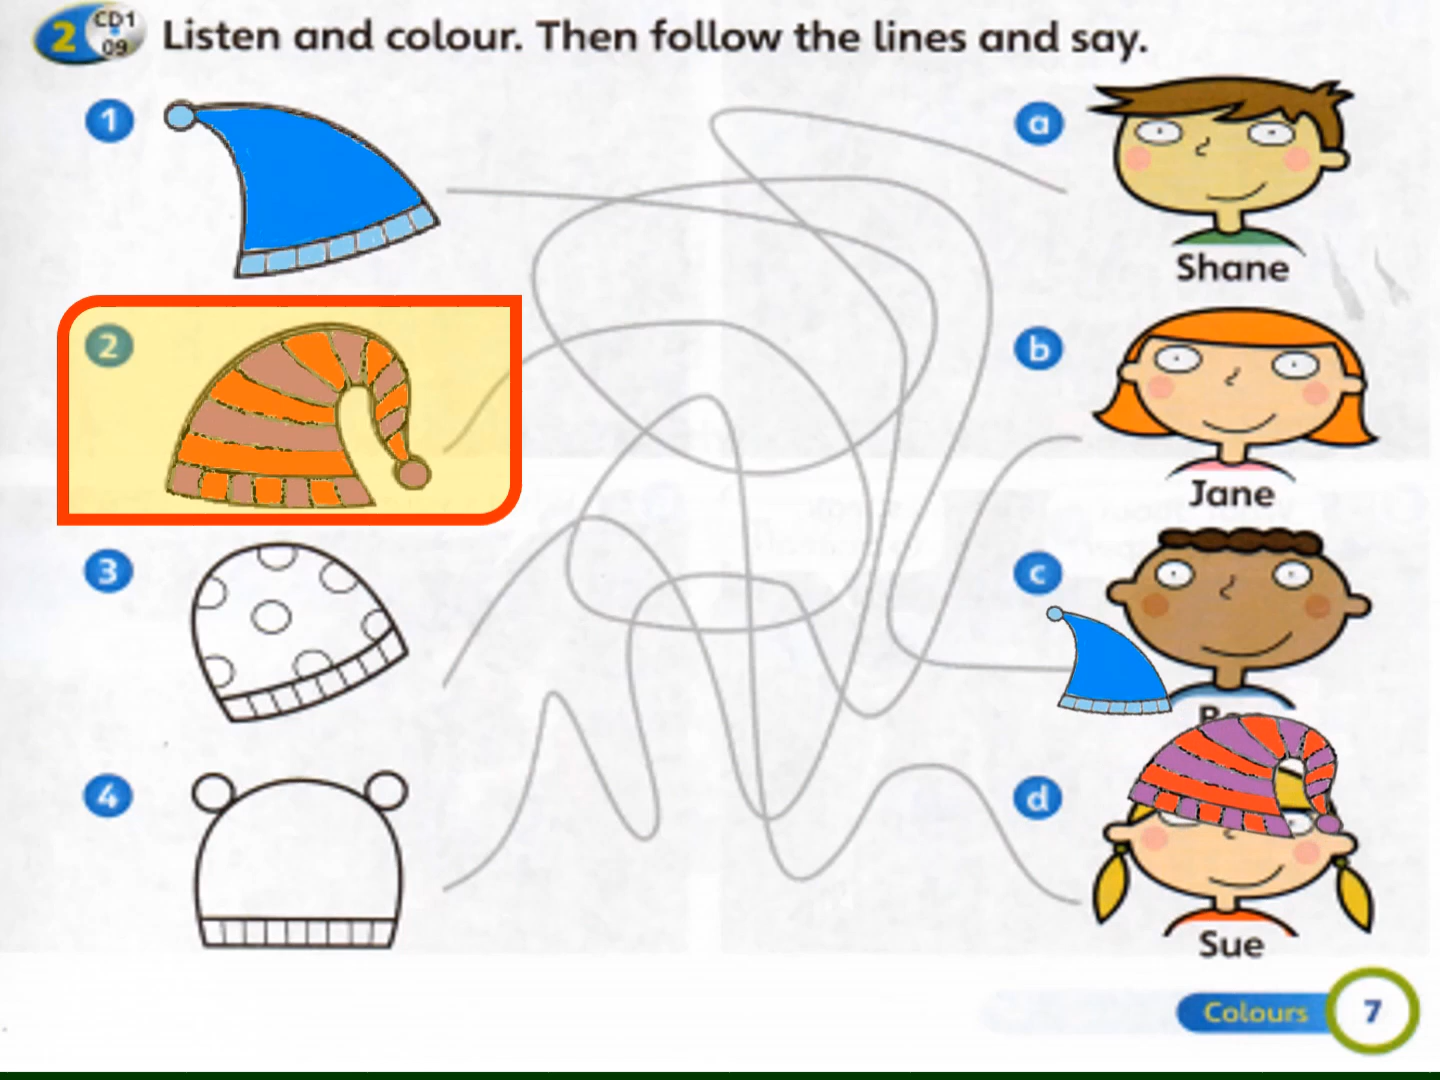 2 CD1 09 Listen and colour. Then follow the lines and say.
1
a
Shane
2
b
Jane
3
c
4
d
Sue
Colours 7